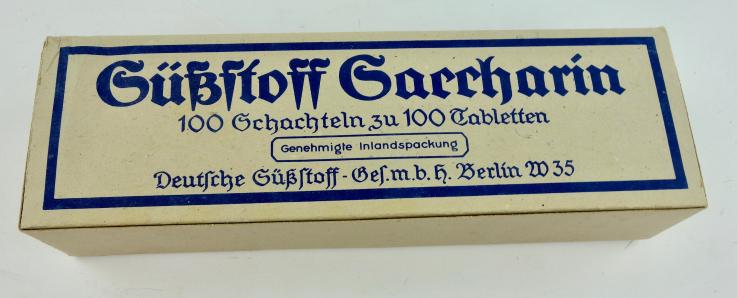 Süßstoff Saccharin
100 Schachteln zu 100 Tabletten
Genehmigte Inlandspackung
Deutsche Süßstoff-Ges.m.b.H. Berlin W 35